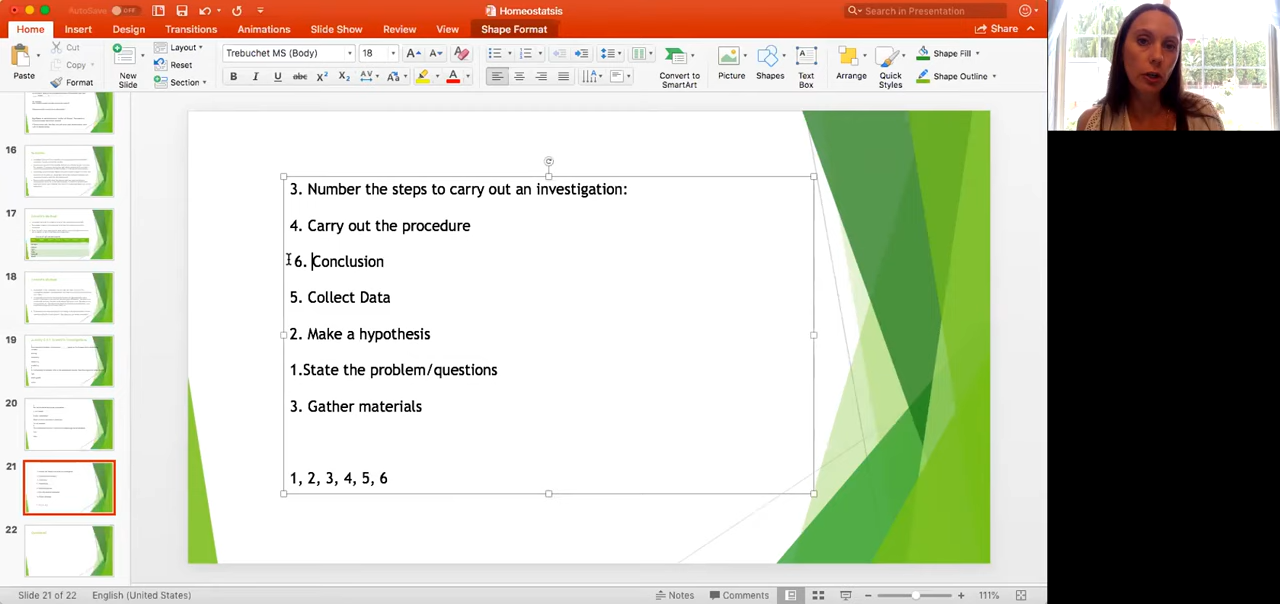 AutoSave OFF
Homeostatsis
Search in Presentation
Home Insert Design Transitions Animations Slide Show Review View Shape Format Share
Paste
Cut
Copy
Format
New Slide
Layout
Reset
Section
Trebuchet MS (Body) 18
Convert to SmartArt
Picture
Shapes
Text Box
Arrange
Quick Styles
Shape Fill
Shape Outline
16
17
18
19
20
21
22
3. Number the steps to carry out an investigation:
4. Carry out the procedure
6. Conclusion
5. Collect Data
2. Make a hypothesis
1.State the problem/questions
3. Gather materials
1, 2, 3, 4, 5, 6
Slide 21 of 22 English (United States) Notes Comments 111%